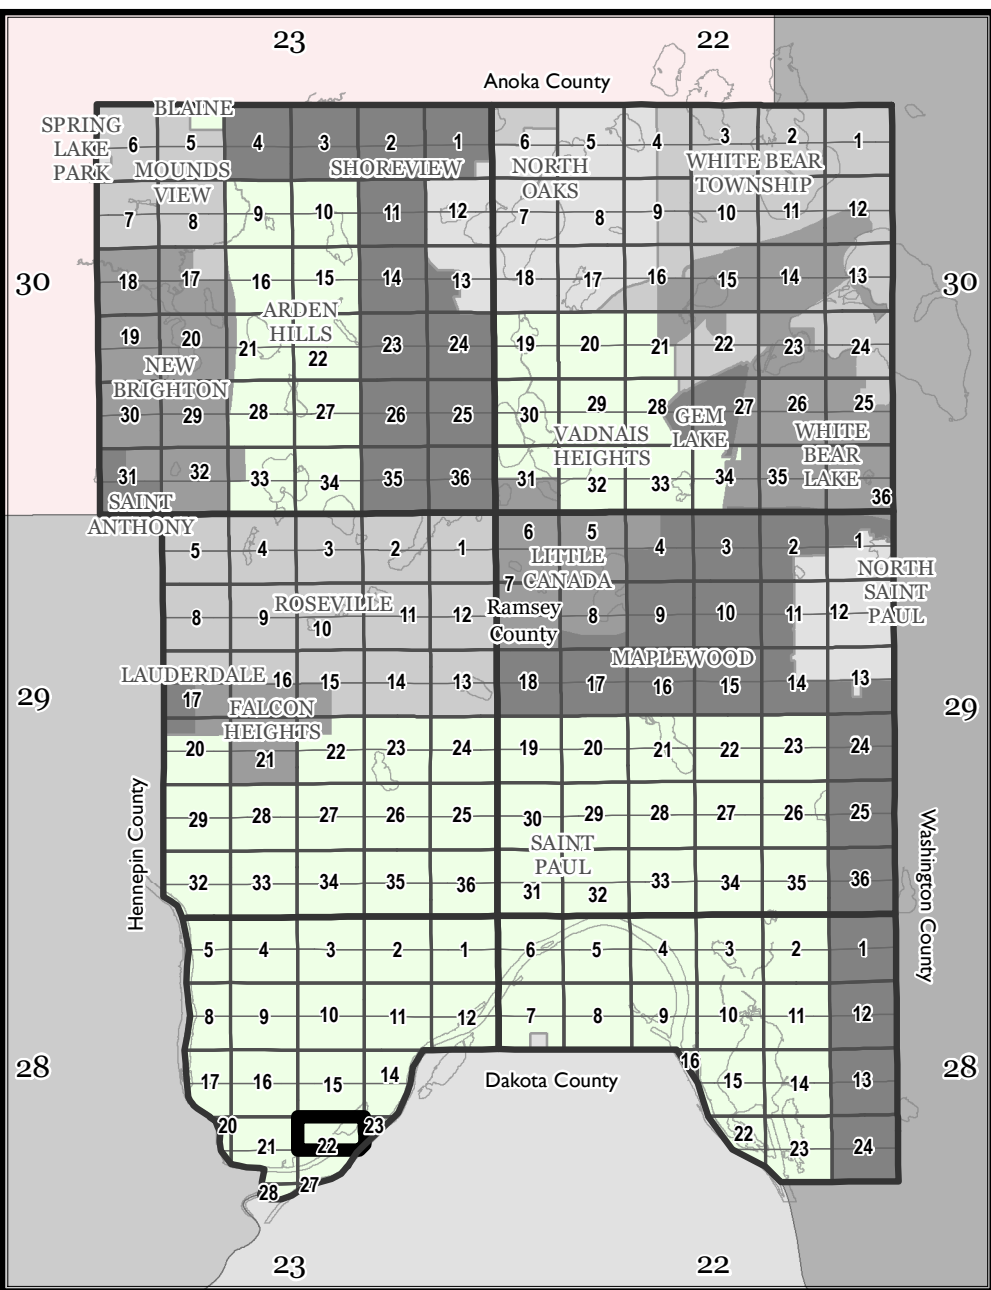 23 22
Anoka County
BLAINE
SPRING
LAKE
PARK
6 5 4 3 2 1 6 5 4 3 2 1
MOUNDS
VIEW
SHOREVIEW
NORTH
OAKS
WHITE BEAR
TOWNSHIP
7 8 9 10 11 12 7 8 9 10 11 12
30 18 17 16 15 14 13 18 17 16 15 14 13 30
ARDEN
HILLS
19 20 21 22 23 24 19 20 21 22 23 24
NEW
BRIGHTON
30 29 28 27 26 25 30 29 28 27 26 25
GEM
LAKE
VADNAIS
HEIGHTS
WHITE
BEAR
LAKE
31 32 33 34 35 36 31 32 33 34 35 36
SAINT
ANTHONY
5 4 3 2 1 6 5 4 3 2 1
LITTLE
CANADA
NORTH
SAINT
PAUL
8 9 10 11 12 7 8 9 10 11 12
ROSEVILLE
Ramsey
County
MAPLEWOOD
LAUDERDALE
29 17 16 15 14 13 18 17 16 15 14 13 29
FALCON
HEIGHTS
20 21 22 23 24 19 20 21 22 23 24
29 28 27 26 25 30 29 28 27 26 25
Hennepin County
Washington County
SAINT
PAUL
32 33 34 35 36 31 32 33 34 35 36
5 4 3 2 1 6 5 4 3 2 1
8 9 10 11 12 7 8 9 10 11 12
28 17 16 15 14 16 15 14 13 28
Dakota County
20 21 22 23 22 23 24
28 27
23 22